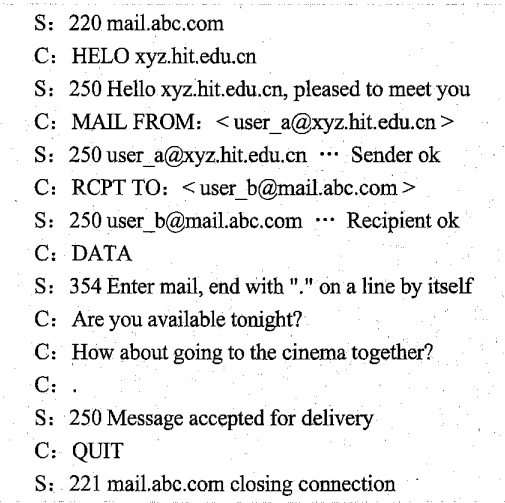 S：220 mail.abc.com
C：HELO xyz.hit.edu.cn
S：250 Hello xyz.hit.edu.cn, pleased to meet you
C：MAIL FROM：<user_a@xyz.hit.edu.cn>
S：250 user_a@xyz.hit.edu.cn ··· Sender ok
C：RCPT TO：<user_b@mail.abc.com>
S：250 user_b@mail.abc.com ··· Recipient ok
C：DATA
S：354 Enter mail, end with "." on a line by itself
C：Are you available tonight?
C：How about going to the cinema together?
C：.
S：250 Message accepted for delivery
C：QUIT
S：221 mail.abc.com closing connection